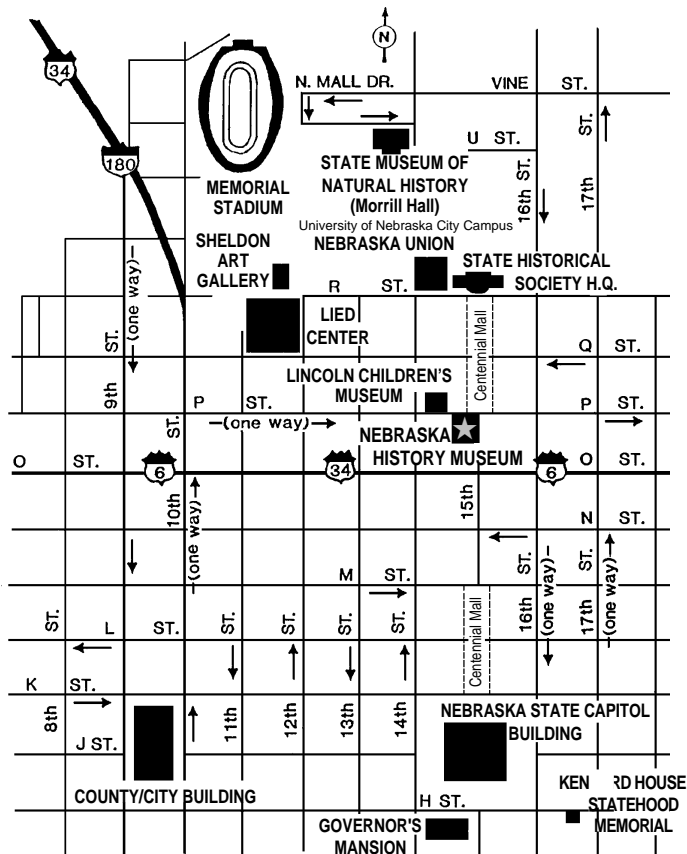 N
34
N. MALL DR.
VINE ST.
180
U ST.
16th ST.
17th ST.
STATE MUSEUM OF
NATURAL HISTORY
(Morrill Hall)
University of Nebraska City Campus
NEBRASKA UNION
MEMORIAL
STADIUM
SHELDON
ART
GALLERY
STATE HISTORICAL
SOCIETY H.Q.
R ST.
9th ST.
(one way)
LIED
CENTER
Centennial Mall
Q ST.
LINCOLN CHILDREN'S
MUSEUM
P ST.
(one way)
P ST.
NEBRASKA
HISTORY MUSEUM
O ST.
6
34
6
O ST.
10th ST.
(one way)
15th
N ST.
M ST.
16th ST.
(one way)
17th ST.
(one way)
8th ST.
L ST.
11th ST.
12th ST.
13th ST.
14th ST.
Centennial Mall
K ST.
J ST.
NEBRASKA STATE CAPITOL
BUILDING
COUNTY/CITY BUILDING
H ST.
KEN RD HOUSE
STATEHOOD
MEMORIAL
GOVERNOR'S
MANSION